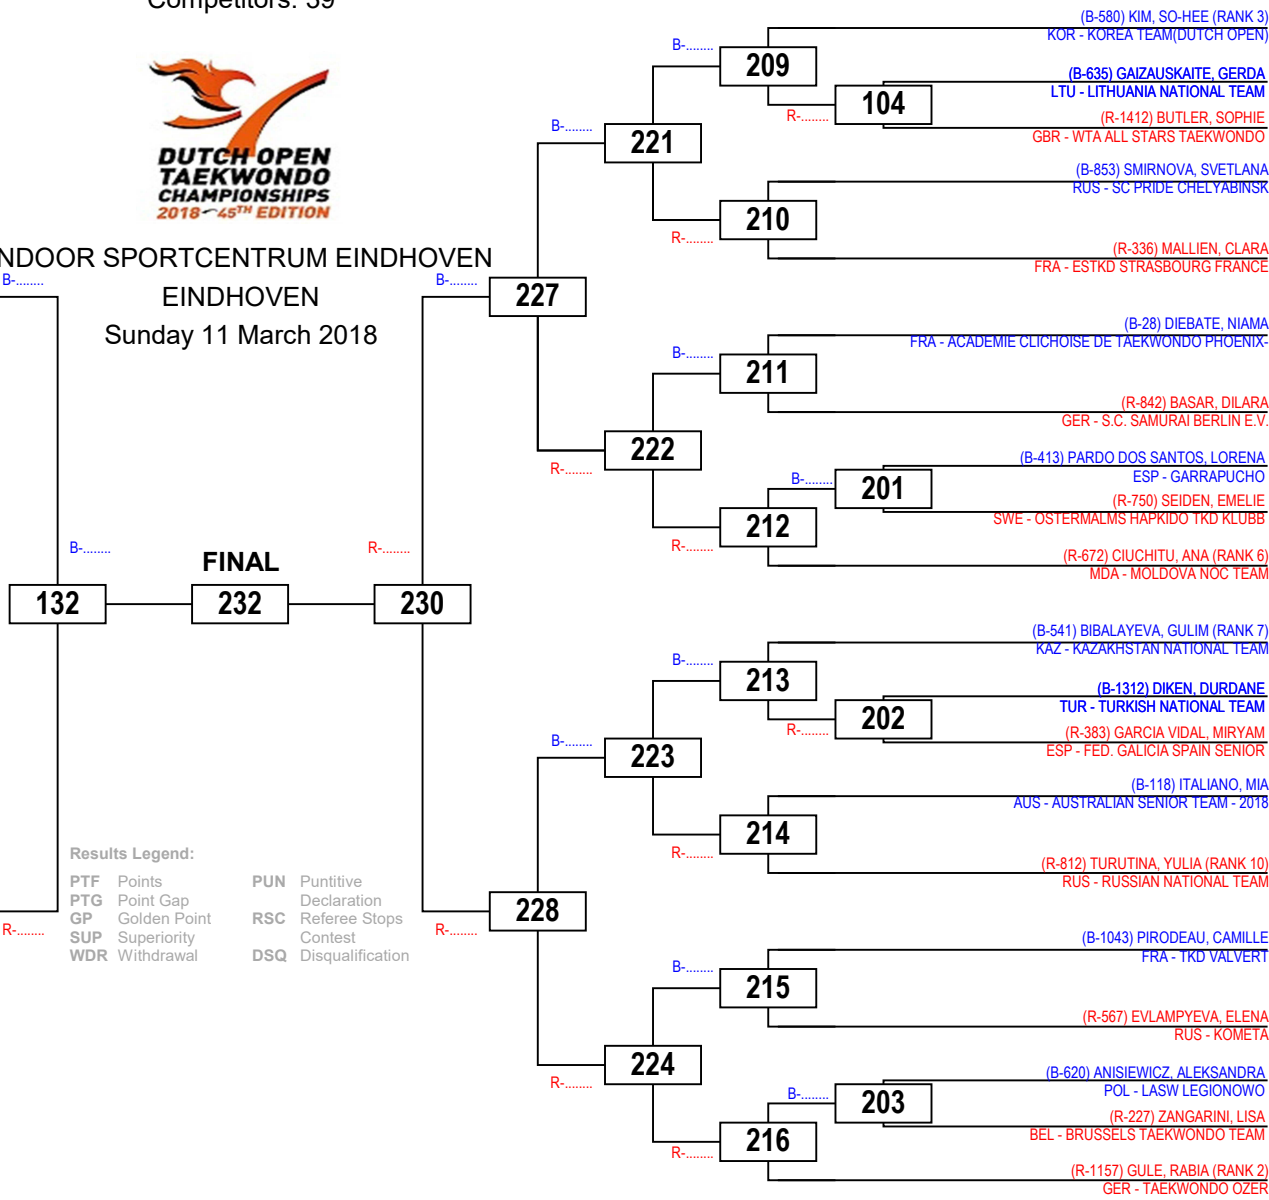 Competitors: 39
DUTCH OPEN
TAEKWONDO
CHAMPIONSHIPS
2018 45TH EDITION
NDOOR SPORTCENTRUM EINDHOVEN
EINDHOVEN
Sunday 11 March 2018
B-........
R-........
B-........
132
FINAL
232
R-........
230
B-........
R-........
227
228
B-........
R-........
B-........
R-........
221
222
223
224
B-........
R-........
B-........
R-........
B-........
R-........
B-........
R-........
209
210
211
212
213
214
215
216
R-........
104
B-........
201
R-........
202
B-........
203
(B-580) KIM, SO-HEE (RANK 3)
KOR - KOREA TEAM(DUTCH OPEN)
(B-635) GAIZAUSKAITE, GERDA
LTU - LITHUANIA NATIONAL TEAM
(R-1412) BUTLER, SOPHIE
GBR - WTA ALL STARS TAEKWONDO
(B-853) SMIRNOVA, SVETLANA
RUS - SC PRIDE CHELYABINSK
(R-336) MALLIEN, CLARA
FRA - ESTKD STRASBOURG FRANCE
(B-28) DIEBATE, NIAMA
FRA - ACADEMIE CLICHOISE DE TAEKWONDO PHOENIX-
(R-842) BASAR, DILARA
GER - S.C. SAMURAI BERLIN E.V.
(B-413) PARDO DOS SANTOS, LORENA
ESP - GARRAPUCHO
(R-750) SEIDEN, EMELIE
SWE - OSTERMALMS HAPKIDO TKD KLUBB
(R-672) CIUCHITU, ANA (RANK 6)
MDA - MOLDOVA NOC TEAM
(B-541) BIBALAYEVA, GULIM (RANK 7)
KAZ - KAZAKHSTAN NATIONAL TEAM
(B-1312) DIKEN, DURDANE
TUR - TURKISH NATIONAL TEAM
(R-383) GARCIA VIDAL, MIRYAM
ESP - FED. GALICIA SPAIN SENIOR
(B-118) ITALIANO, MIA
AUS - AUSTRALIAN SENIOR TEAM - 2018
(R-812) TURUTINA, YULIA (RANK 10)
RUS - RUSSIAN NATIONAL TEAM
(B-1043) PIRODEAU, CAMILLE
FRA - TKD VALVERT
(R-567) EVLAMPYEVA, ELENA
RUS - KOMETA
(B-620) ANISIEWICZ, ALEKSANDRA
POL - LASW LEGIONOWO
(R-227) ZANGARINI, LISA
BEL - BRUSSELS TAEKWONDO TEAM
(R-1157) GULE, RABIA (RANK 2)
GER - TAEKWONDO OZER
Results Legend:
PTF Points
PTG Point Gap
GP Golden Point
SUP Superiority
WDR Withdrawal
PUN Puntitive
Declaration
RSC Referee Stops
Contest
DSQ Disqualification